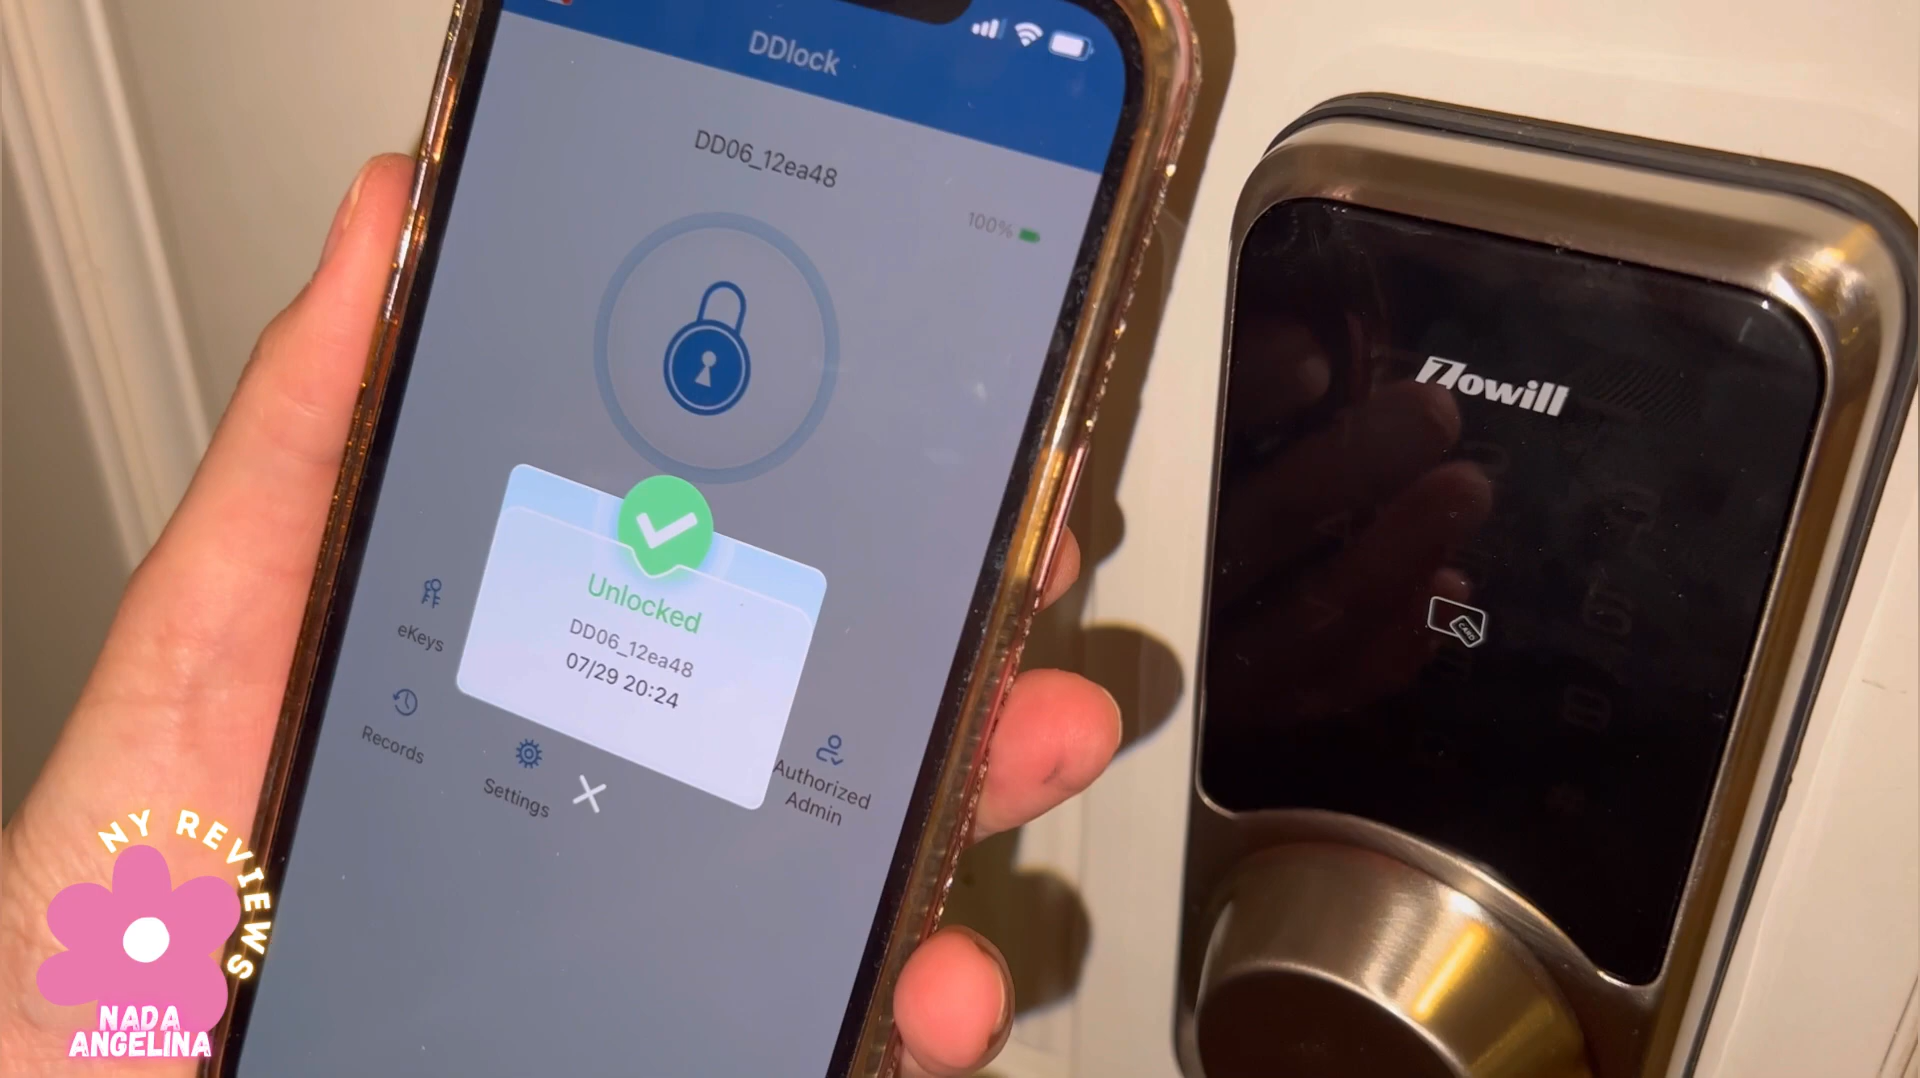 DDlock
DD06_12ea48
100%
Unlocked
DD06_12ea48
07/29 20:24
eKeys
Records
Settings
Authorized
Admin
nowill
CARD
NY REVIEWS
NADA
ANGELINA